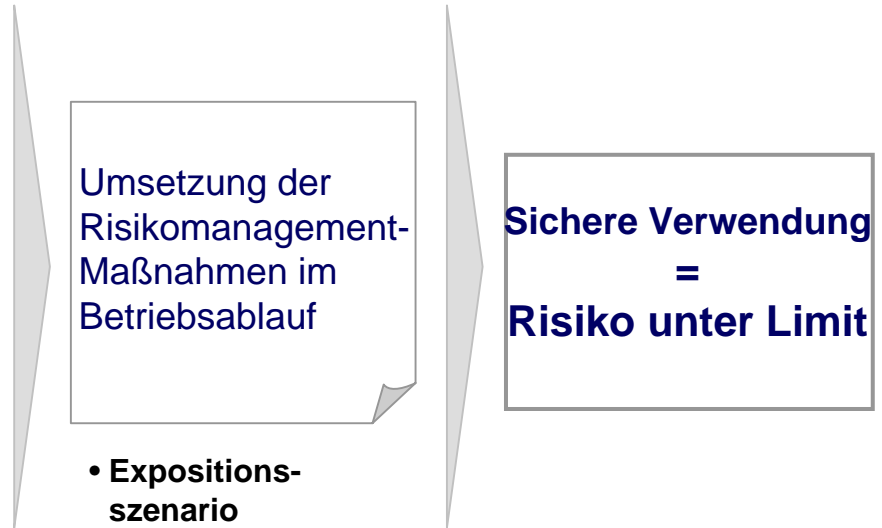 Umsetzung der
Risikomanagement-
Maßnahmen im
Betriebsablauf
• Expositions-
szenario
Sichere Verwendung
=
Risiko unter Limit